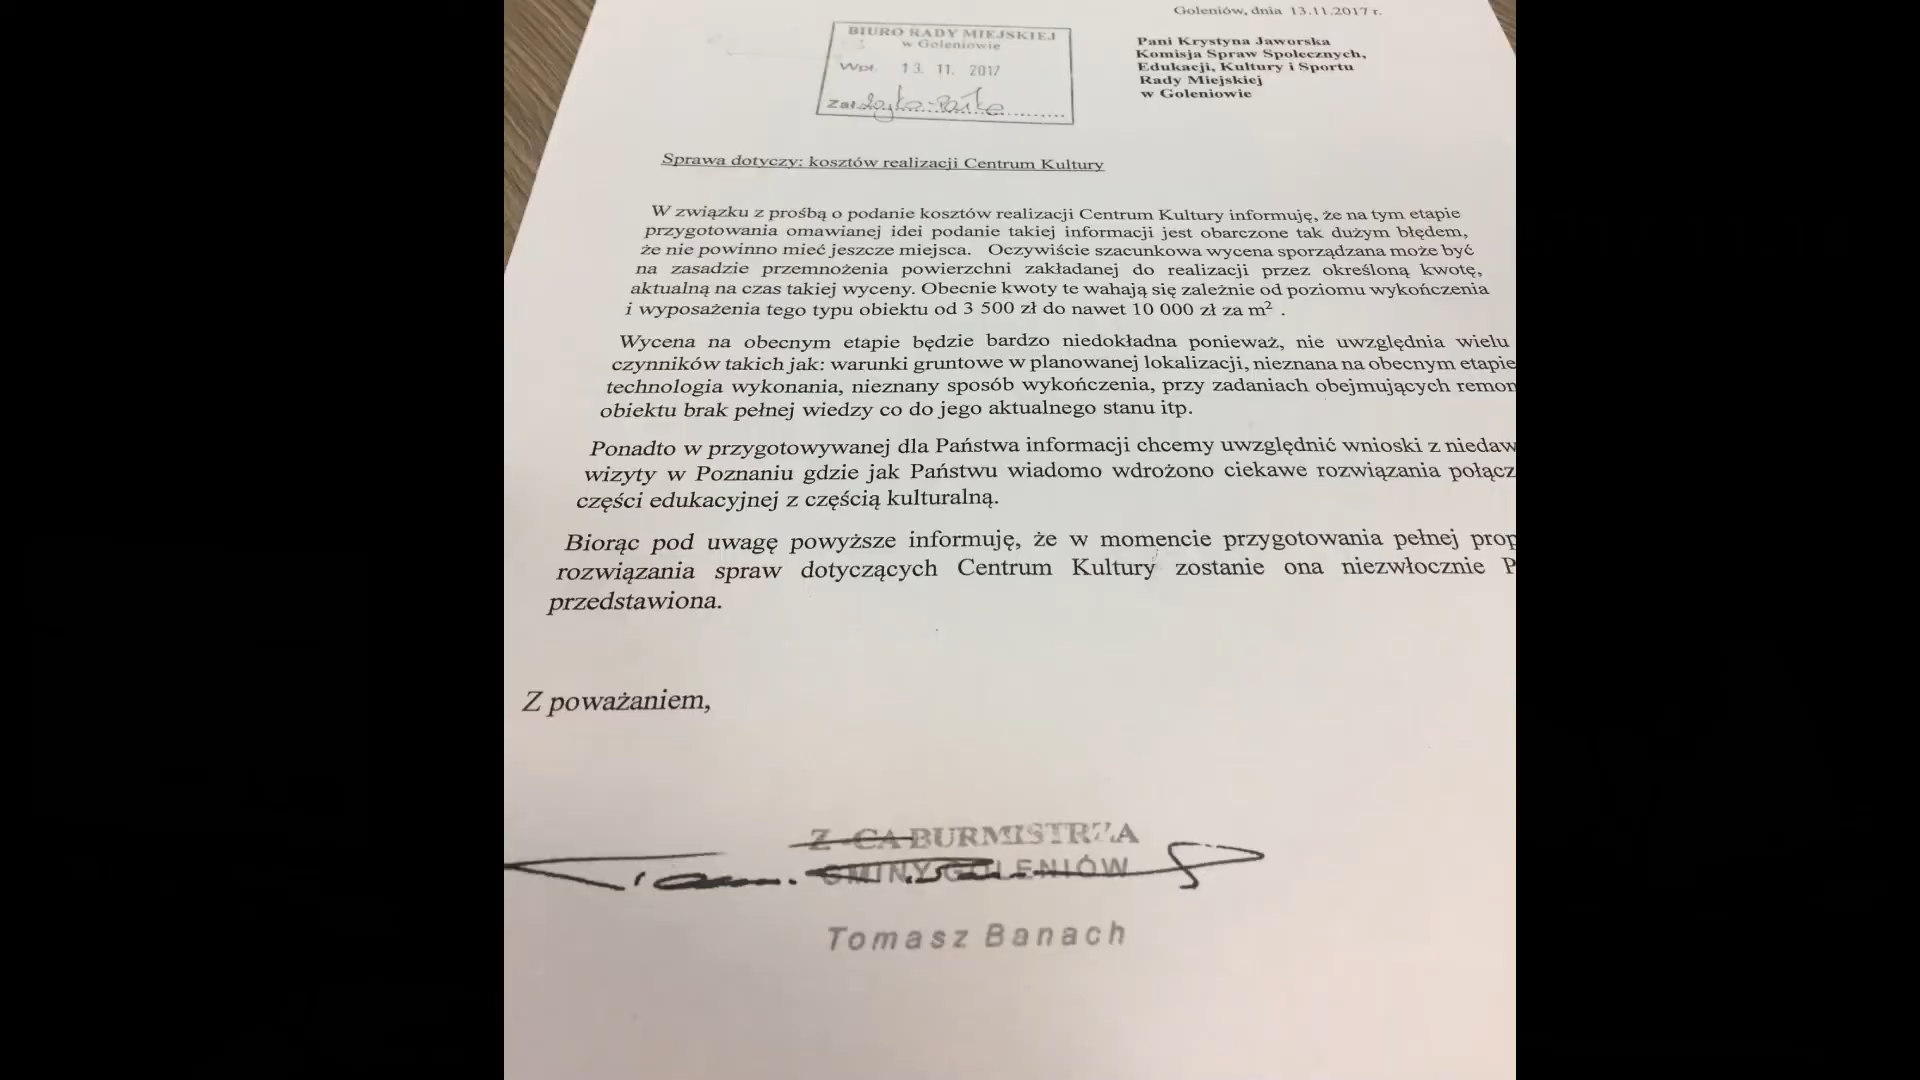 Goleniów, dnia 13.11.2017 r.
BIURO RADY MIEJSKIEJ
w Goleniowie
Wpł. 13. 11. 2017
Zał.
Pani Krystyna Jaworska
Komisja Spraw Społecznych,
Edukacji, Kultury i Sportu
Rady Miejskiej
w Goleniowie
Sprawa dotyczy: kosztów realizacji Centrum Kultury
W związku z prośbą o podanie kosztów realizacji Centrum Kultury informuję, że na tym etapie
przygotowania omawianej idei podanie takiej informacji jest obarczone tak dużym błędem,
że nie powinno mieć jeszcze miejsca. Oczywiście szacunkowa wycena sporządzana może być
na zasadzie przemnożenia powierzchni zakładanej do realizacji przez określoną kwotę,
aktualną na czas takiej wyceny. Obecnie kwoty te wahają się zależnie od poziomu wykończenia
i wyposażenia tego typu obiektu od 3 500 zł do nawet 10 000 zł za m² .
Wycena na obecnym etapie będzie bardzo niedokładna ponieważ, nie uwzględnia wielu
czynników takich jak: warunki gruntowe w planowanej lokalizacji, nieznana na obecnym etapie
technologia wykonania, nieznany sposób wykończenia, przy zadaniach obejmujących remon
obiektu brak pełnej wiedzy co do jego aktualnego stanu itp.
Ponadto w przygotowywanej dla Państwa informacji chcemy uwzględnić wnioski z niedaw
wizyty w Poznaniu gdzie jak Państwu wiadomo wdrożono ciekawe rozwiązania połącz
części edukacyjnej z częścią kulturalną.
Biorąc pod uwagę powyższe informuję, że w momencie przygotowania pełnej prop
rozwiązania spraw dotyczących Centrum Kultury zostanie ona niezwłocznie P
przedstawiona.
Z poważaniem,
Z-CA BURMISTRZA
GMINY GOLENIÓW
Tomasz Banach